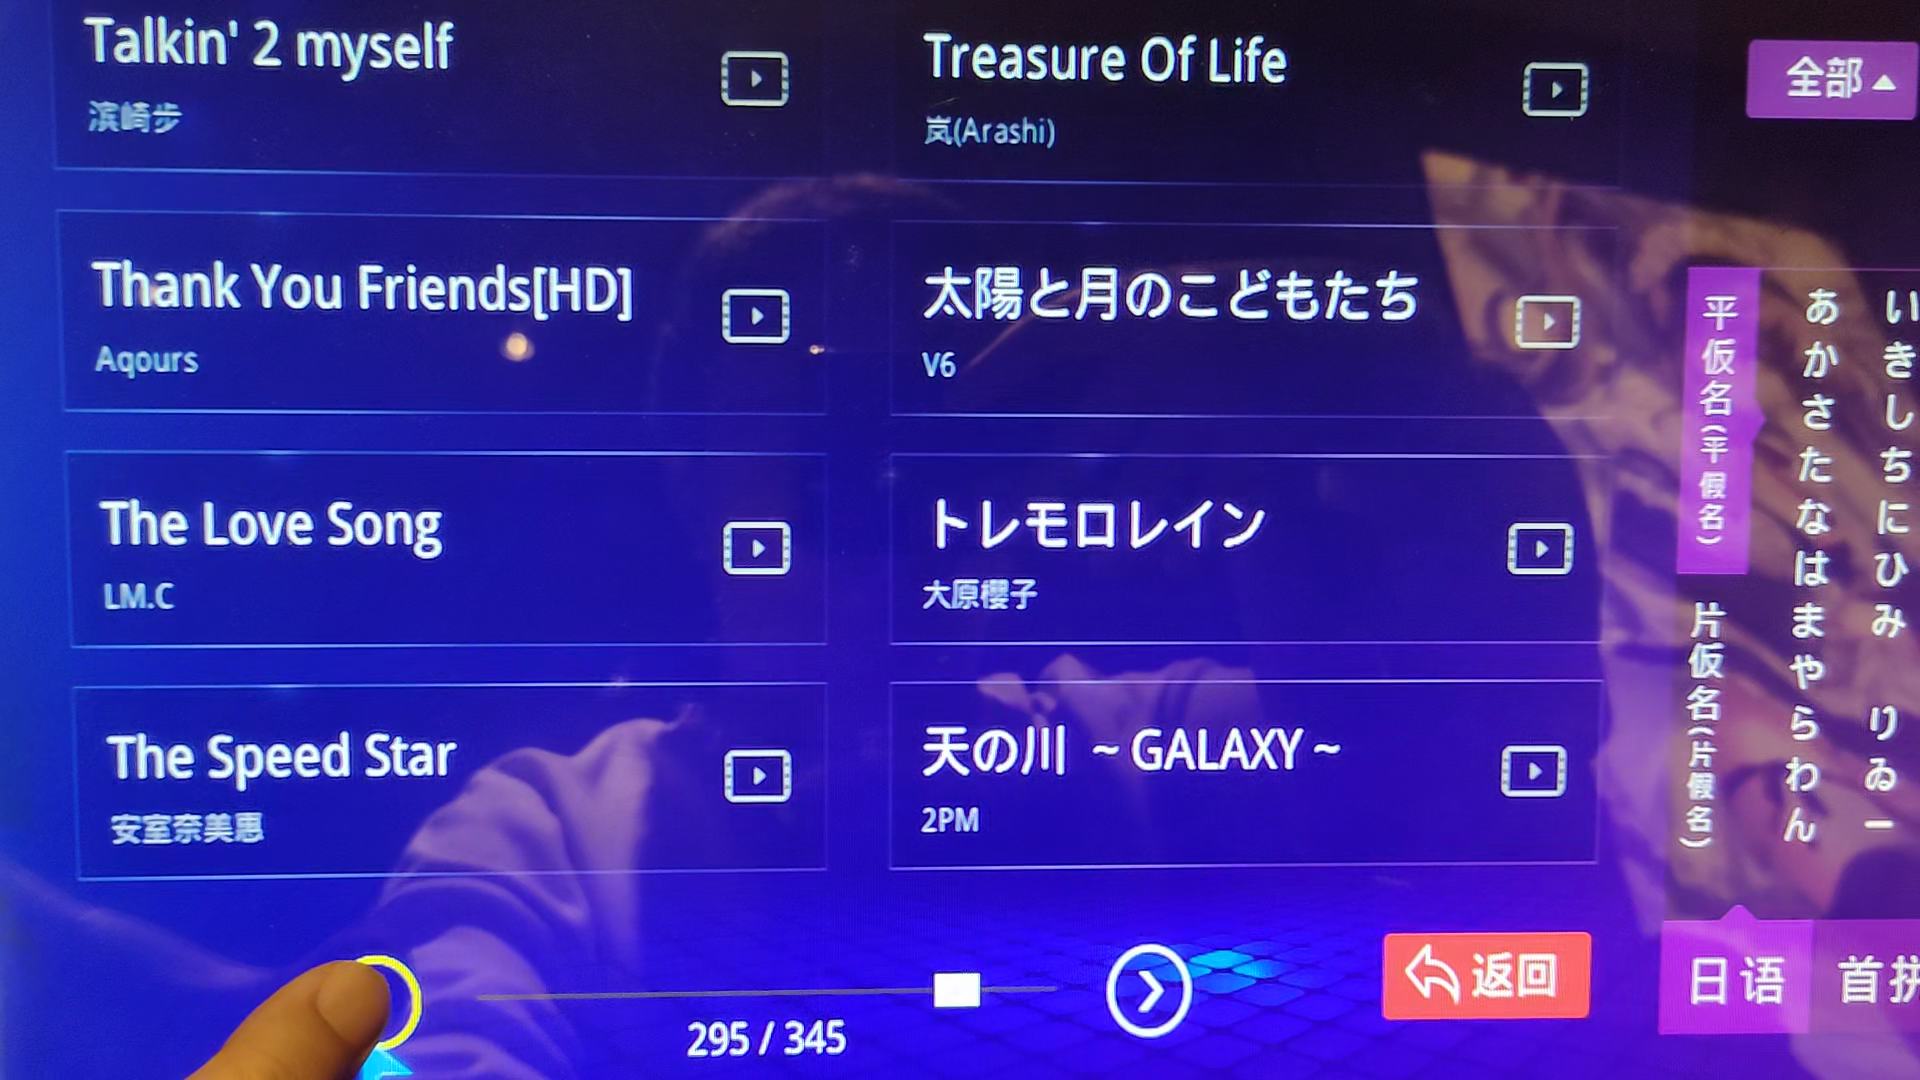 Talkin' 2 myself
滨崎步
Treasure Of Life
岚(Arashi)
全部
Thank You Friends[HD]
Aqours
太陽と月のこどもたち
V6
The Love Song
LM.C
トレモロレイン
大原櫻子
The Speed Star
安室奈美惠
天の川 ~GALAXY~
2PM
平仮名(平假名)
片仮名(片假名)
あかさたなはまやらわん
いきしちにひみ りゐー
295 / 345
返回
日语
首拼